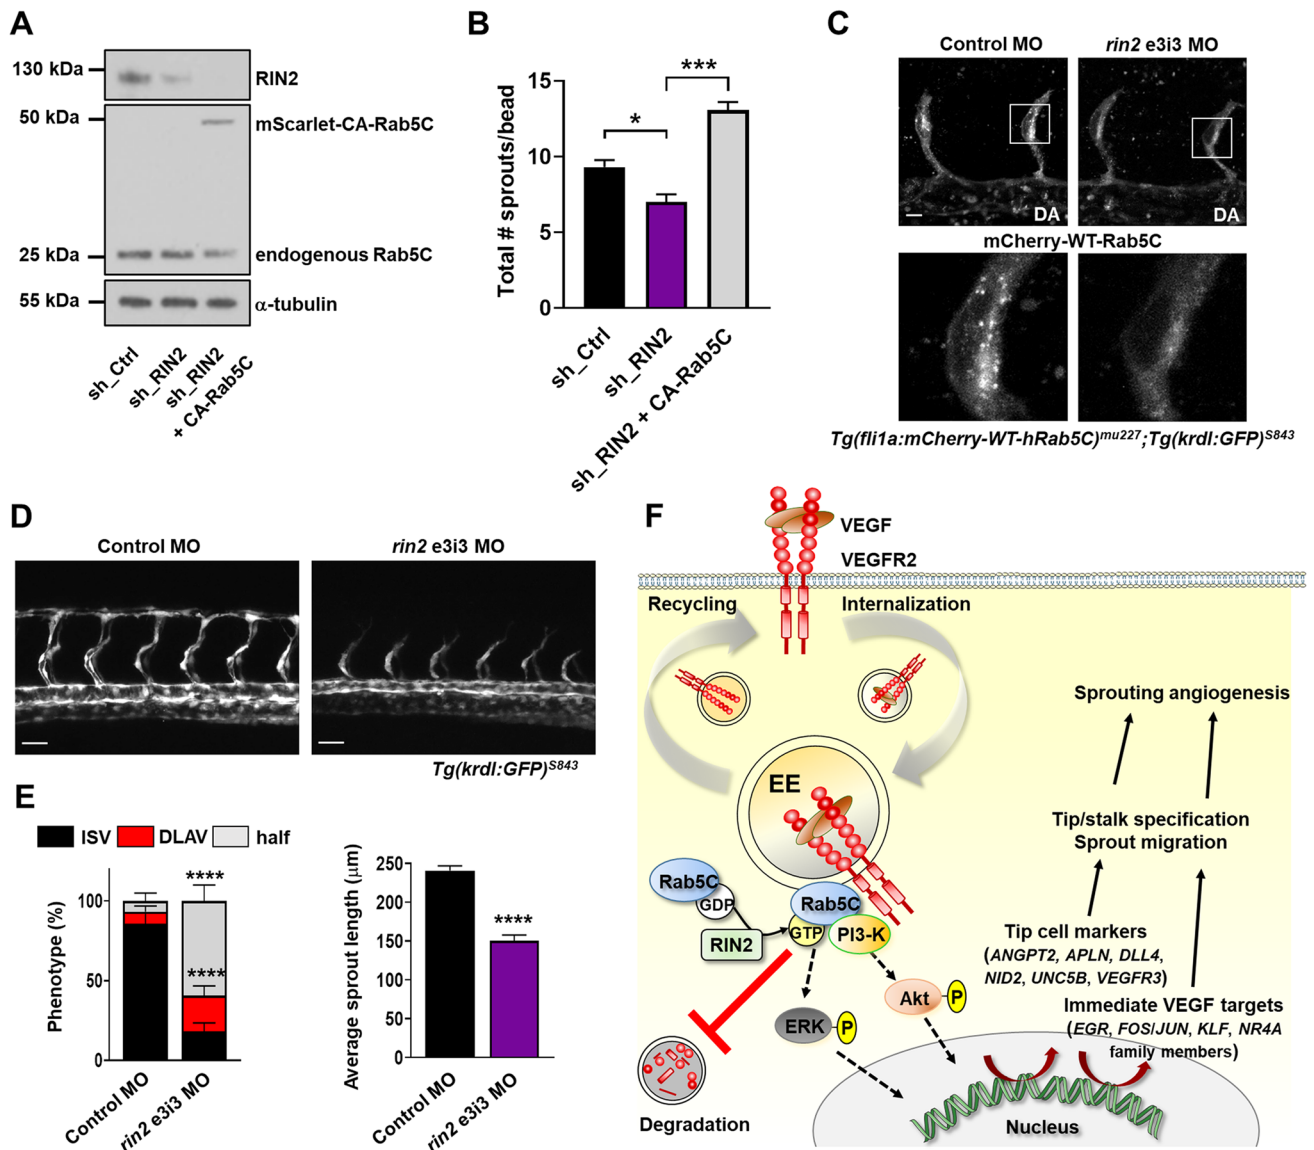 A
130 kDa
RIN2
50 kDa
mScarlet-CA-Rab5C
25 kDa
endogenous Rab5C
55 kDa
α-tubulin
sh_Ctrl
sh_RIN2
sh_RIN2
+ CA-Rab5C
B
Total # sprouts/bead
15
10
5
0
*
***
sh_Ctrl
sh_RIN2
sh_RIN2 + CA-Rab5C
C
Control MO
rin2 e3i3 MO
DA
DA
mCherry-WT-Rab5C
Tg(fli1a:mCherry-WT-hRab5C)mu227;Tg(krdl:GFP)S843
D
Control MO
rin2 e3i3 MO
Tg(krdl:GFP)S843
E
ISV
DLAV
half
Phenotype (%)
100
50
0
****
****
Control MO
rin2 e3i3 MO
Average sprout length (μm)
250
200
150
100
50
0
****
Control MO
rin2 e3i3 MO
F
VEGF
VEGFR2
Recycling
Internalization
EE
Rab5C
GDP
RIN2
Rab5C
GTP
PI3-K
Akt
P
ERK
P
Degradation
Sprouting angiogenesis
Tip/stalk specification
Sprout migration
Tip cell markers
(ANGPT2, APLN, DLL4,
NID2, UNC5B, VEGFR3)
Immediate VEGF targets
(EGR, FOS/JUN, KLF, NR4A
family members)
Nucleus